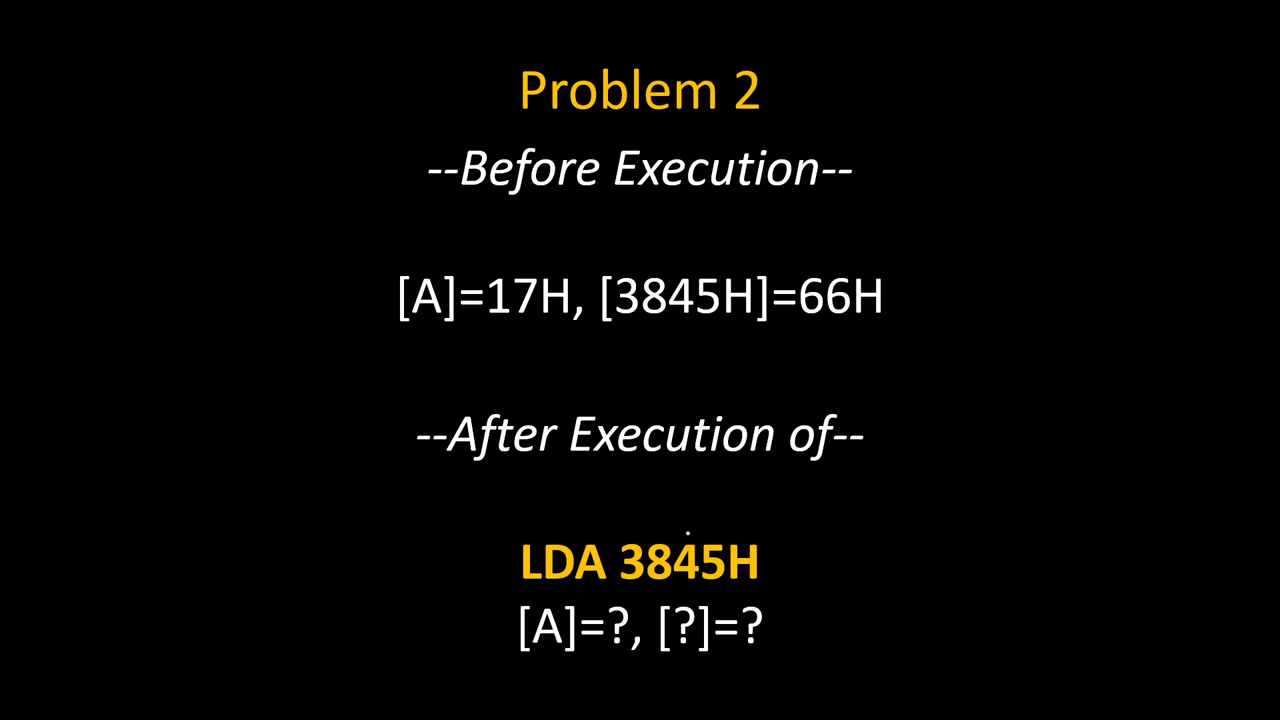 Problem 2
--Before Execution--
[A]=17H, [3845H]=66H
--After Execution of--
LDA 3845H
[A]=?, [?]=?